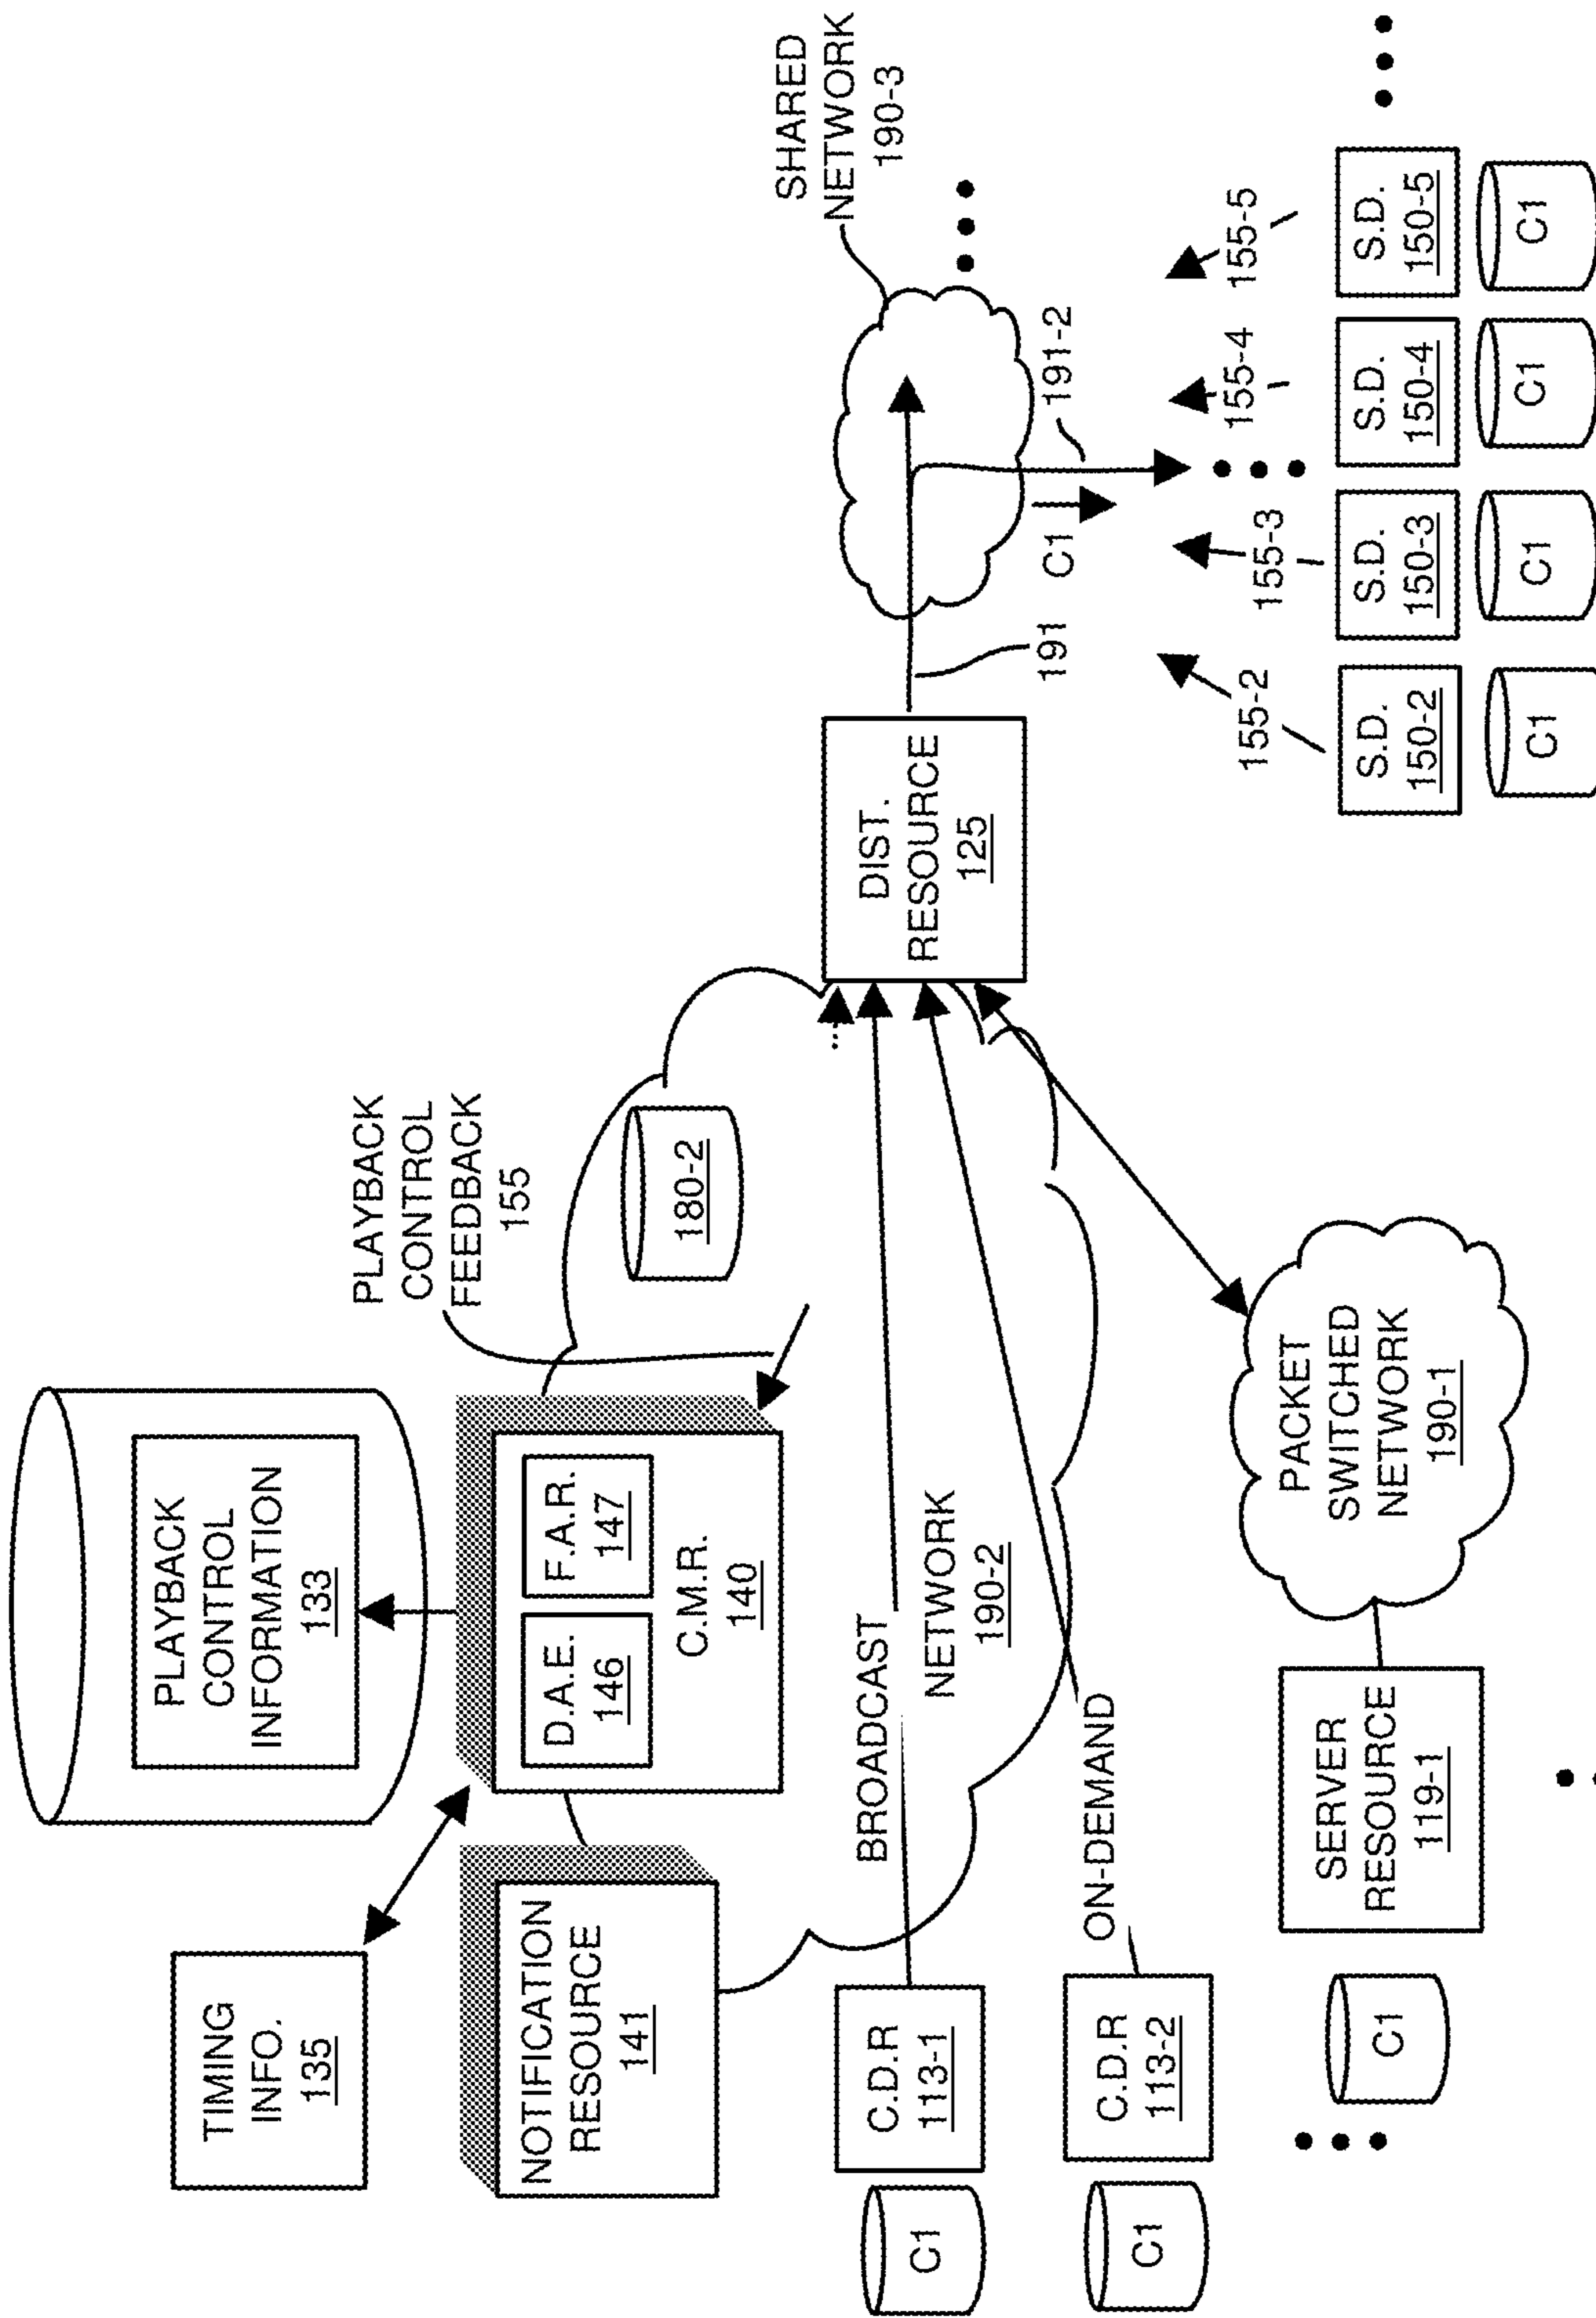 PLAYBACK
CONTROL
INFORMATION
133
TIMING
INFO.
135
D.A.E.
146
F.A.R.
147
C.M.R.
140
NOTIFICATION
RESOURCE
141
PLAYBACK
CONTROL
FEEDBACK
155
180-2
BROADCAST
NETWORK
190-2
C1
C.D.R
113-1
C1
C.D.R
113-2
ON-DEMAND
C1
SERVER
RESOURCE
119-1
PACKET
SWITCHED
NETWORK
190-1
DIST.
RESOURCE
125
191
SHARED
NETWORK
190-3
C1
191-2
155-2
155-3
155-4
155-5
S.D.
150-2
S.D.
150-3
S.D.
150-4
S.D.
150-5
C1
C1
C1
C1